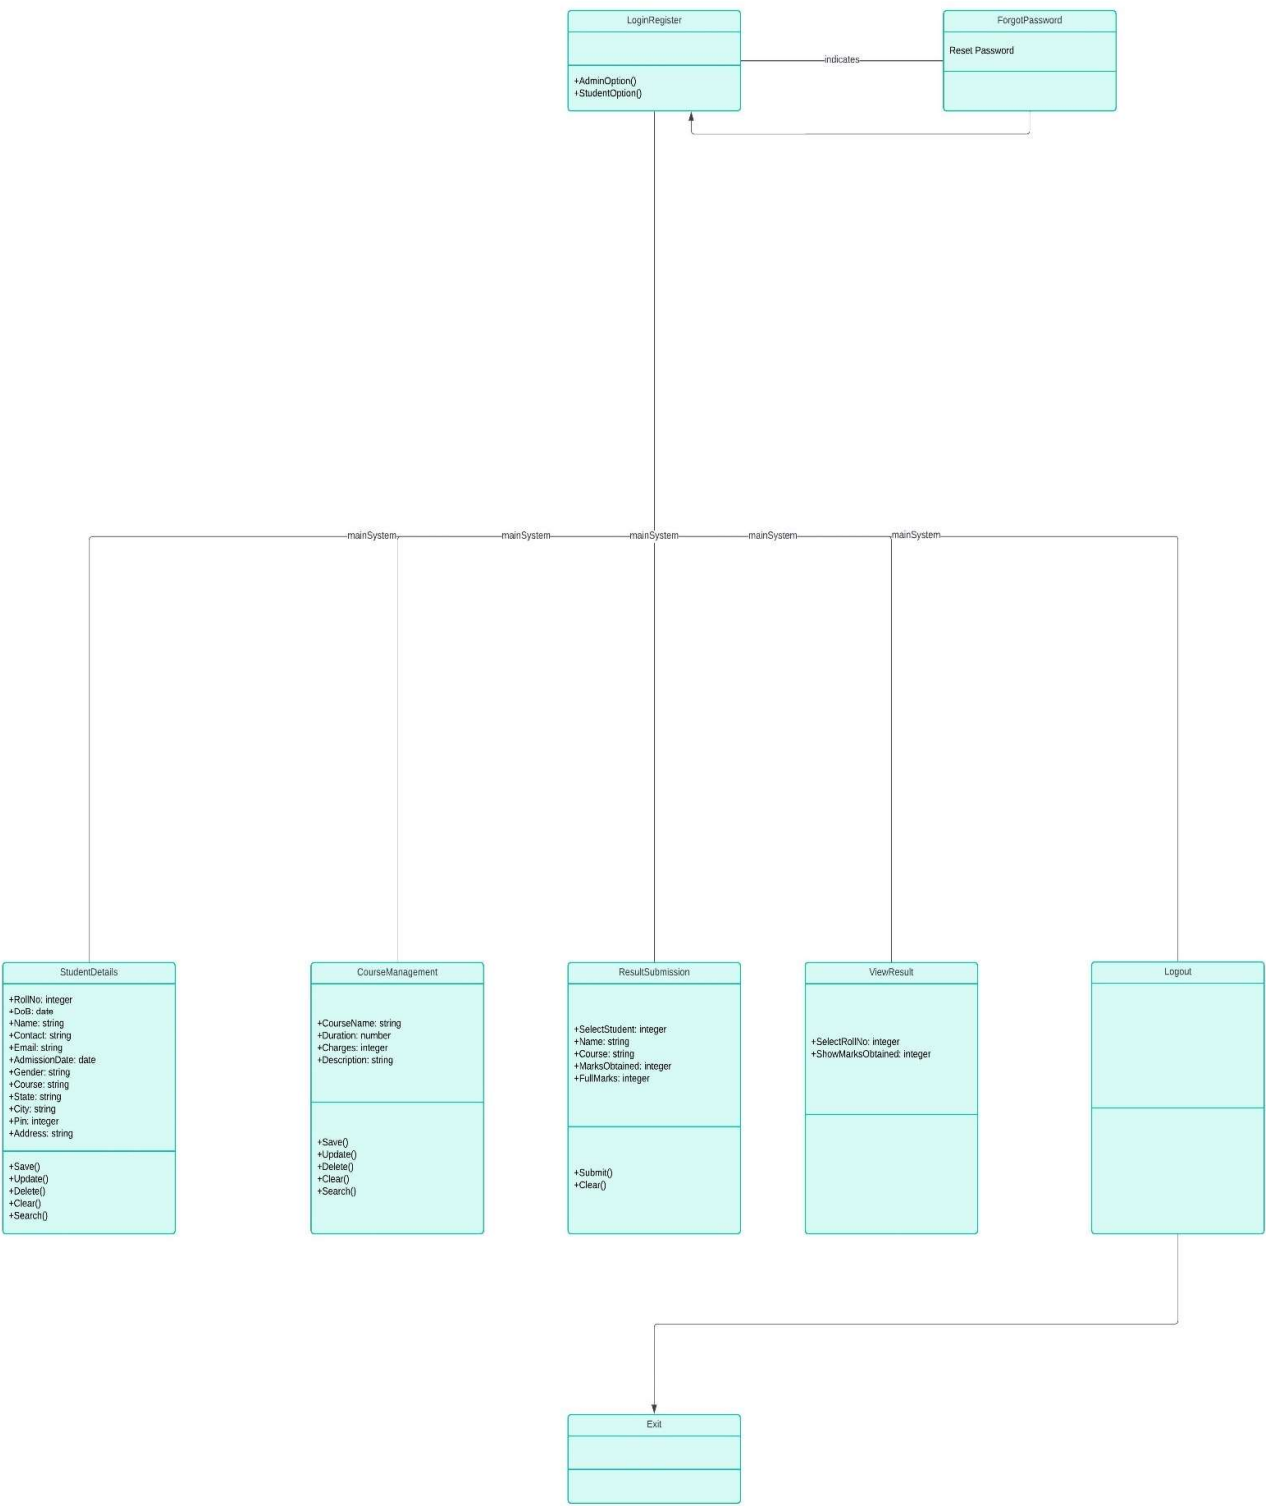 LoginRegister
+AdminOption()
+StudentOption()
indicates
ForgotPassword
Reset Password
mainSystem
mainSystem
mainSystem
mainSystem
mainSystem
StudentDetails
+RollNo: integer
+DoB: date
+Name: string
+Contact: string
+Email: string
+AdmissionDate: date
+Gender: string
+Course: string
+State: string
+City: string
+Pin: integer
+Address: string
+Save()
+Update()
+Delete()
+Clear()
+Search()
CourseManagement
+CourseName: string
+Duration: number
+Charges: integer
+Description: string
+Save()
+Update()
+Delete()
+Clear()
+Search()
ResultSubmission
+SelectStudent: integer
+Name: string
+Course: string
+MarksObtained: integer
+FullMarks: integer
+Submit()
+Clear()
ViewResult
+SelectRollNo: integer
+ShowMarksObtained: integer
Logout
Exit